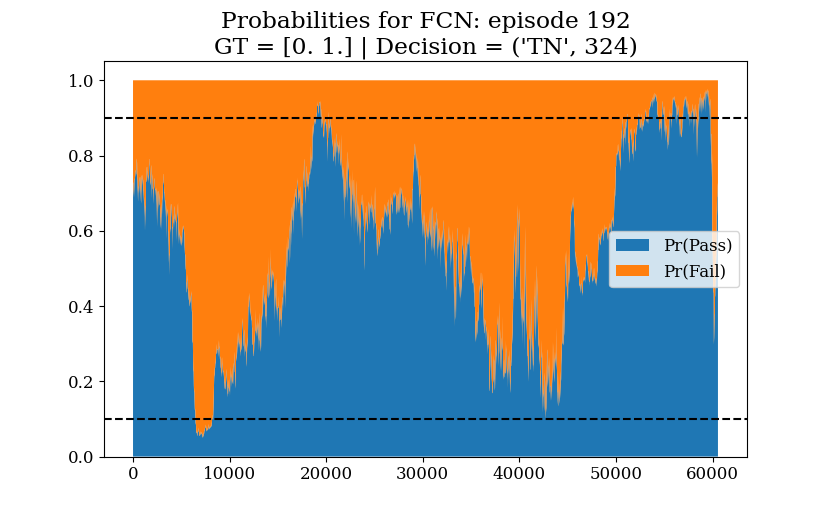 Probabilities for FCN: episode 192
GT = [0. 1.] | Decision = ('TN', 324)
1.0
0.8
0.6
0.4
0.2
0.0
Pr(Pass)
Pr(Fail)
0 10000 20000 30000 40000 50000 60000